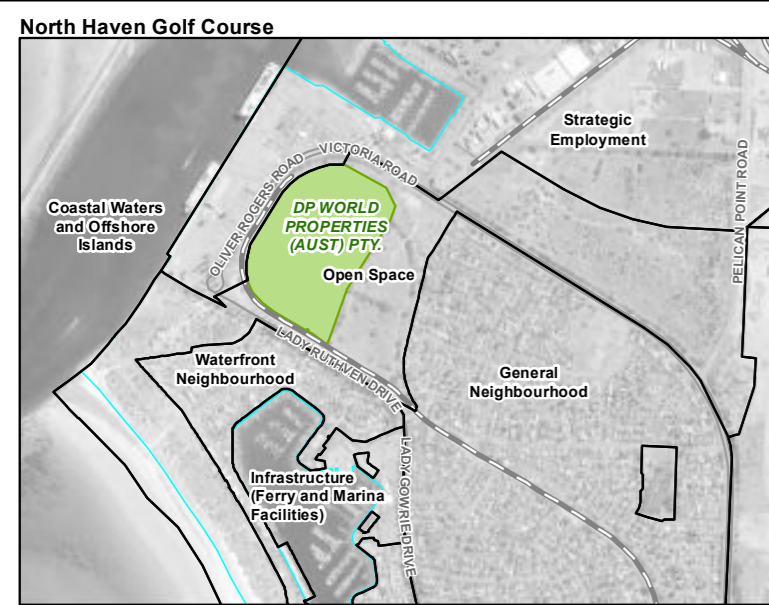 North Haven Golf Course
Strategic
Employment
VICTORIA ROAD
OLIVER ROGERS ROAD
PELICAN POINT ROAD
Coastal Waters
and Offshore
Islands
DP WORLD
PROPERTIES
(AUST) PTY.
Open Space
LADY RUTHVEN DRIVE
Waterfront
Neighbourhood
General
Neighbourhood
LADY GOWRIE DRIVE
Infrastructure
(Ferry and Marina
Facilities)